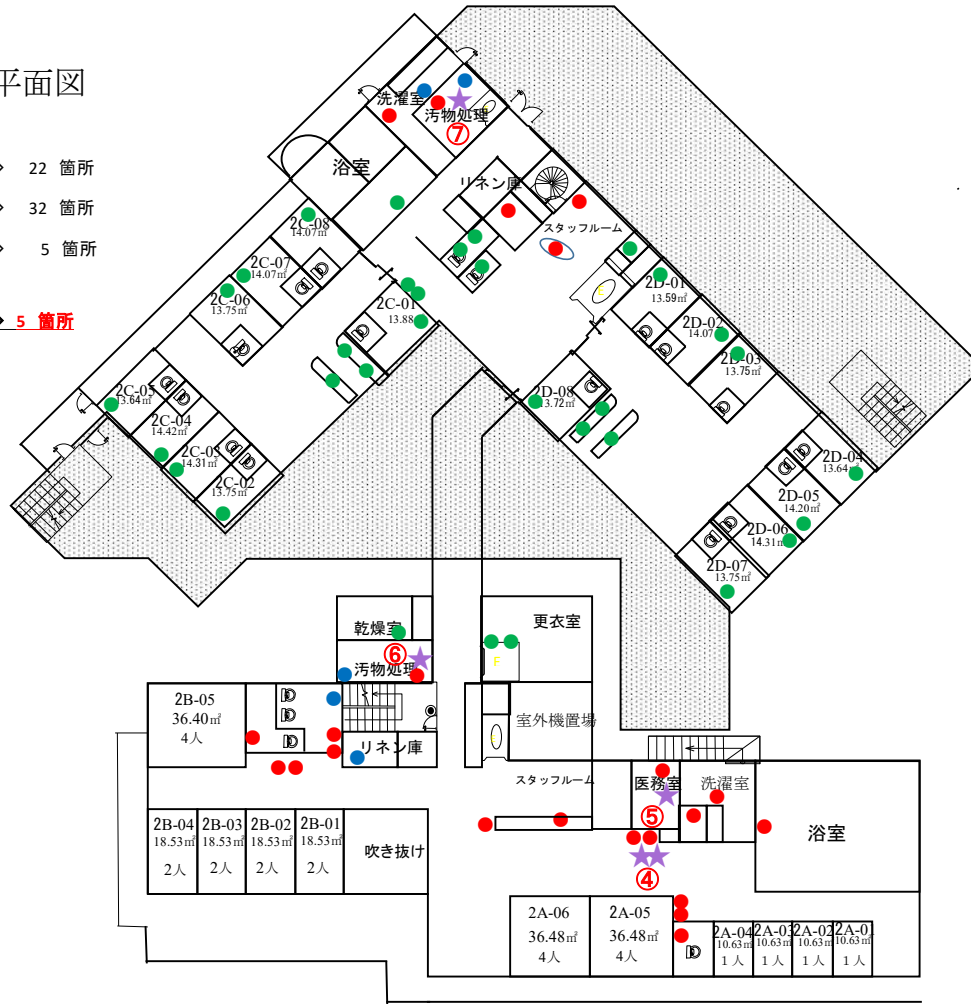 平面図
22 箇所
32 箇所
5 箇所
5 箇所
洗濯室
汚物処理
⑦
浴室
リネン庫
スタッフルーム
2C-08
14.07㎡
2C-07
14.07㎡
2C-06
13.75㎡
2C-01
13.88
2C-05
13.64㎡
2C-04
14.42㎡
2C-03
14.31㎡
2C-02
13.75㎡
E
2D-01
13.59㎡
2D-02
14.07
2D-03
13.75㎡
2D-08
13.72㎡
2D-04
13.64㎡
2D-05
14.20㎡
2D-06
14.31㎡
2D-07
13.75㎡
乾燥室
⑥
汚物処理
更衣室
F
室外機置場
2B-05
36.40㎡
4人
リネン庫
スタッフルーム
医務室
洗濯室
⑤
浴室
④
2B-04
18.53㎡
2人
2B-03
18.53㎡
2人
2B-02
18.53㎡
2人
2B-01
18.53㎡
2人
吹き抜け
2A-06
36.48㎡
4人
2A-05
36.48㎡
4人
2A-04
10.63㎡
1人
2A-03
10.63㎡
1人
2A-02
10.63㎡
1人
2A-01
10.63㎡
1人